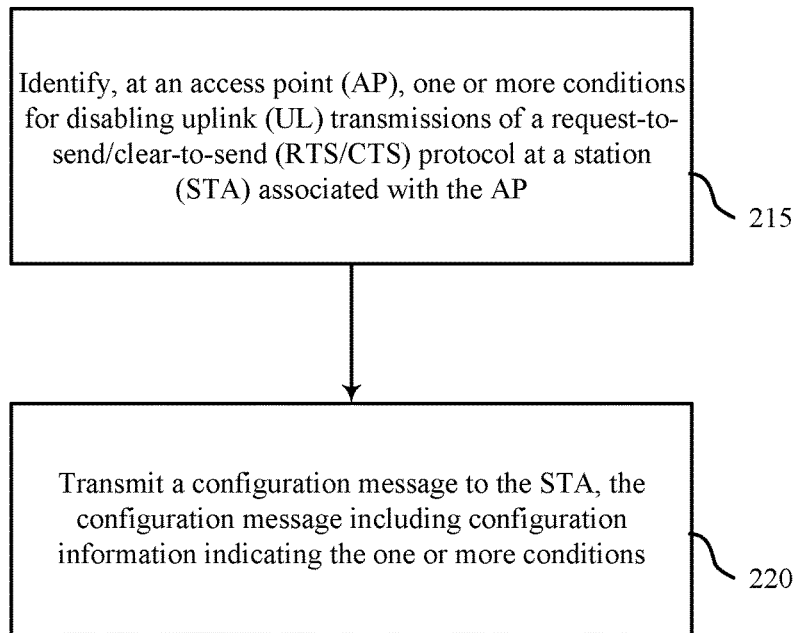 Identify, at an access point (AP), one or more conditions
for disabling uplink (UL) transmissions of a request-to-
send/clear-to-send (RTS/CTS) protocol at a station
(STA) associated with the AP
215
Transmit a configuration message to the STA, the
configuration message including configuration
information indicating the one or more conditions
220